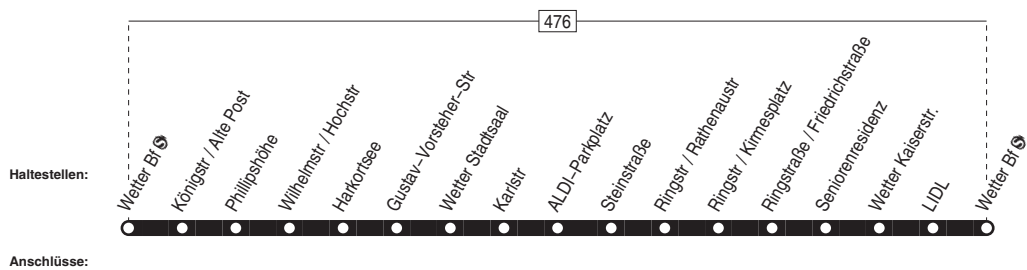 476
Haltestellen:
Wetter Bf S
Königstr / Alte Post
Phillipshöhe
Wilhelmstr / Hochstr
Harkortsee
Gustav–Vorsteher–Str
Wetter Stadtsaal
Karlstr
ALDI–Parkplatz
Steinstraße
Ringstr / Rathenaustr
Ringstr / Kirmesplatz
Ringstraße / Friedrichstraße
Seniorenresidenz
Wetter Kaiserstr.
LIDL
Wetter Bf S
Anschlüsse: